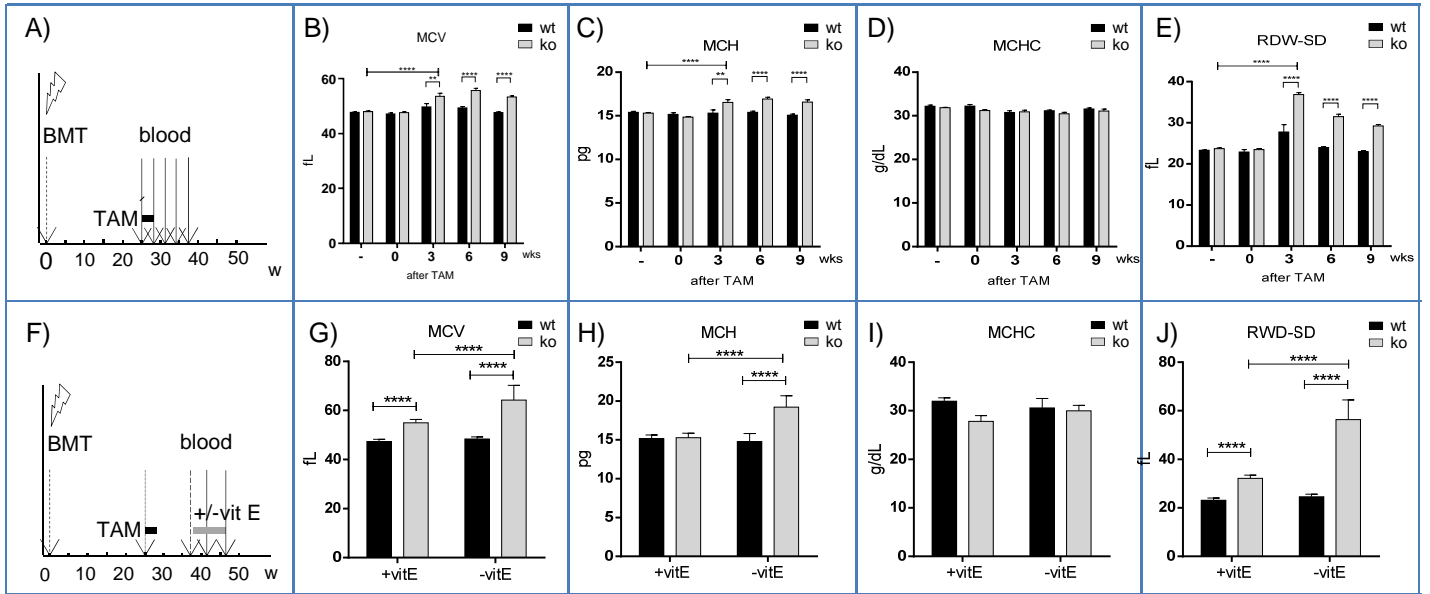 A)
BMT
blood
TAM
0 10 20 30 40 50
w
B)
MCV
wt
ko
****
** **** ****
60
40
20
0
fL
- 0 3 6 9 wks
after TAM
C)
MCH
wt
ko
****
** **** ****
20
15
10
5
0
pg
- 0 3 6 9 wks
after TAM
D)
MCHC
wt
ko
40
30
20
10
0
g/dL
- 0 3 6 9 wks
after TAM
E)
RDW-SD
wt
ko
****
**** **** ****
40
30
20
10
0
fL
- 0 3 6 9 wks
after TAM
F)
BMT
blood
+/-vit E
TAM
0 10 20 30 40 50 w
G)
MCV
wt
ko
****
**** ****
80
60
40
20
0
fL
+vitE -vitE
H)
MCH
wt
ko
****
****
25
20
15
10
5
0
pg
+vitE -vitE
I)
MCHC
wt
ko
40
30
20
10
0
g/dL
+vitE -vitE
J)
RWD-SD
wt
ko
****
****
****
80
60
40
20
0
fL
+vitE -vitE